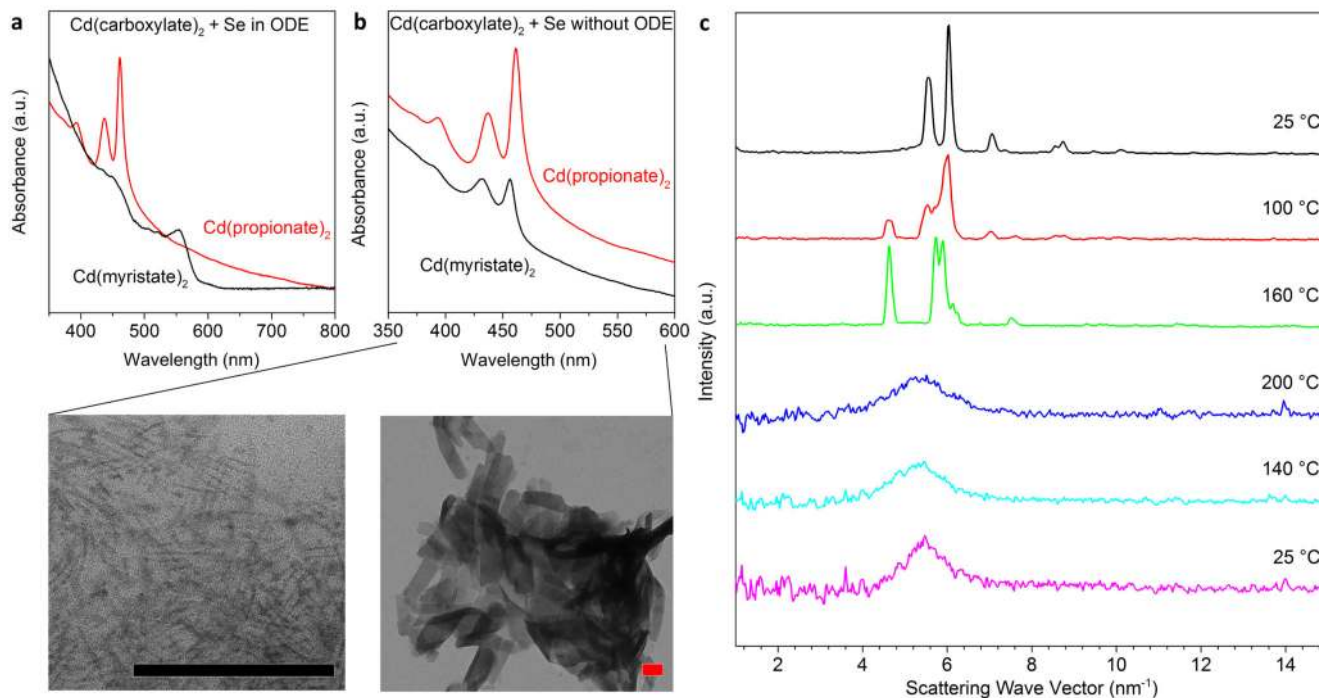 a
Cd(carboxylate)₂ + Se in ODE
Absorbance (a.u.)
Cd(propionate)₂
Cd(myristate)₂
400 500 600 700 800
Wavelength (nm)
b
Cd(carboxylate)₂ + Se without ODE
Absorbance (a.u.)
Cd(propionate)₂
Cd(myristate)₂
350 400 450 500 550 600
Wavelength (nm)
c
Intensity (a.u.)
25 °C
100 °C
160 °C
200 °C
140 °C
25 °C
2 4 6 8 10 12 14
Scattering Wave Vector (nm⁻¹)